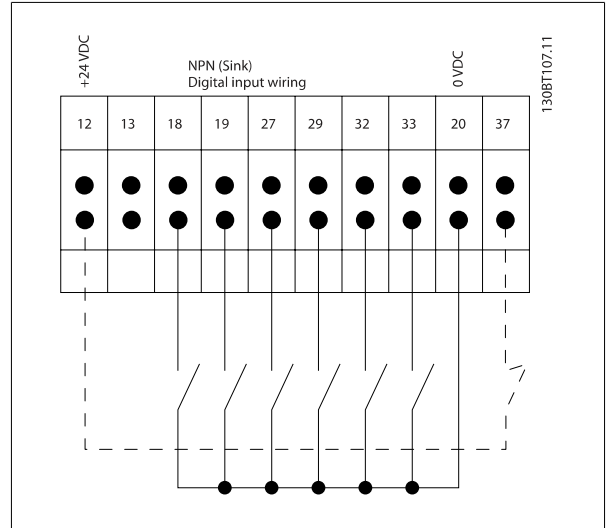 +24 VDC
NPN (Sink)
Digital input wiring
0 VDC
130BT107.11
12 13 18 19 27 29 32 33 20 37